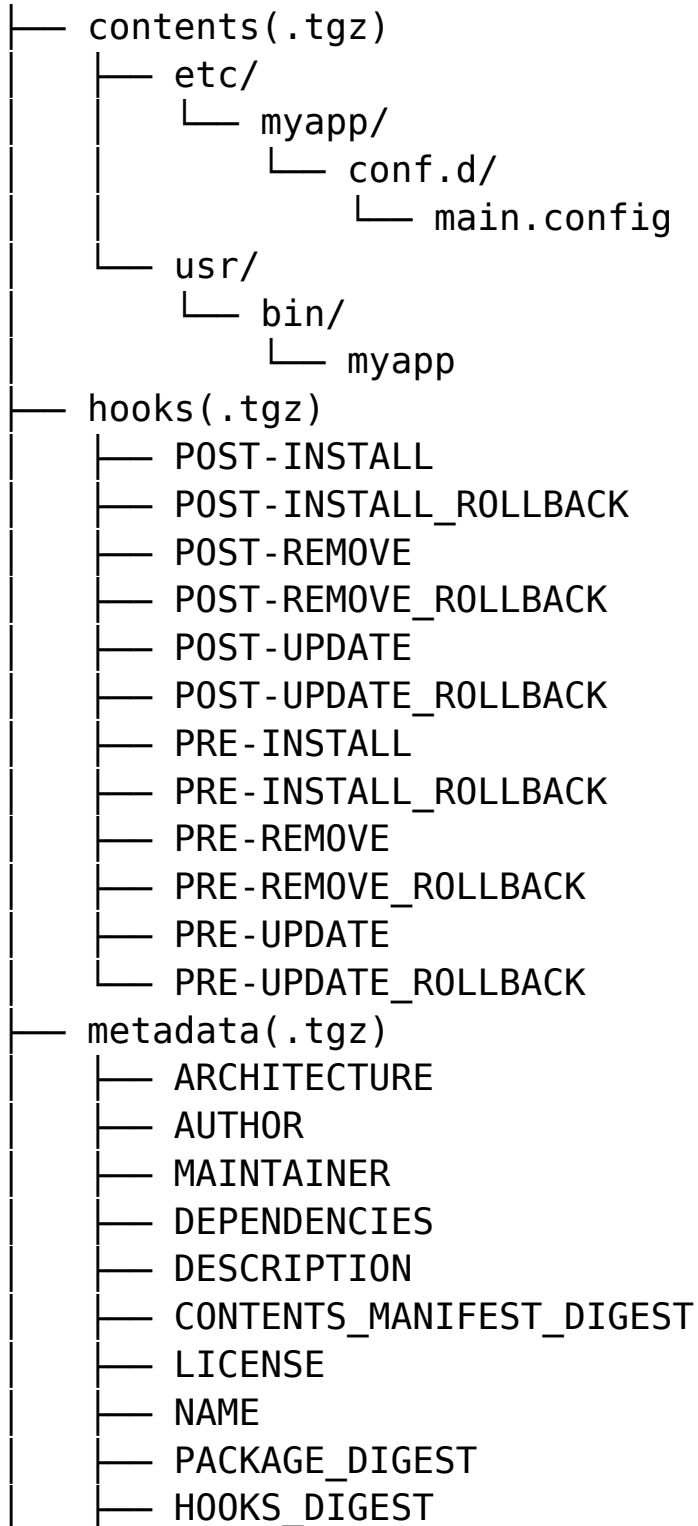 ├── contents(.tgz)
│   ├── etc/
│   │   └── myapp/
│   │       └── conf.d/
│   │           └── main.config
│   └── usr/
│       └── bin/
│           └── myapp
├── hooks(.tgz)
│   ├── POST-INSTALL
│   ├── POST-INSTALL_ROLLBACK
│   ├── POST-REMOVE
│   ├── POST-REMOVE_ROLLBACK
│   ├── POST-UPDATE
│   ├── POST-UPDATE_ROLLBACK
│   ├── PRE-INSTALL
│   ├── PRE-INSTALL_ROLLBACK
│   ├── PRE-REMOVE
│   ├── PRE-REMOVE_ROLLBACK
│   ├── PRE-UPDATE
│   └── PRE-UPDATE_ROLLBACK
├── metadata(.tgz)
│   ├── ARCHITECTURE
│   ├── AUTHOR
│   ├── MAINTAINER
│   ├── DEPENDENCIES
│   ├── DESCRIPTION
│   ├── CONTENTS_MANIFEST_DIGEST
│   ├── LICENSE
│   ├── NAME
│   ├── PACKAGE_DIGEST
│   ├── HOOKS_DIGEST